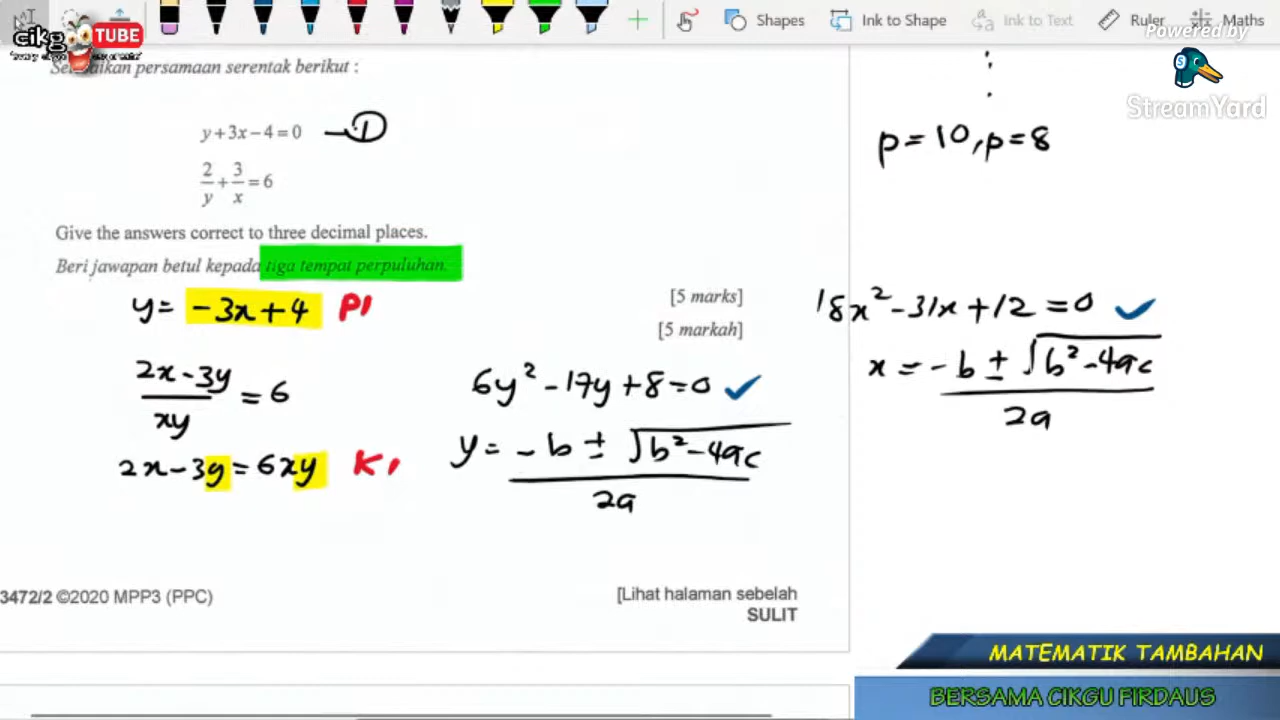 Shapes
Ink to Shape
Ink to Text
Ruler
Maths
cikg TUBE
Powered by
StreamYard
persamaan serentak berikut :
y + 3x − 4 = 0 — ①
2/y + 3/x = 6
Give the answers correct to three decimal places.
Beri jawapan betul kepada tiga tempat perpuluhan.
[5 marks]
[5 markah]
y = -3x + 4 P1
2x - 3y / xy = 6
2x - 3y = 6xy K1
6y² - 17y + 8 = 0 ✓
y = -b ± √b² - 4ac / 2a
p = 10, p = 8
18x² - 31x + 12 = 0 ✓
x = -b ± √b² - 4ac / 2a
3472/2 ©2020 MPP3 (PPC)
[Lihat halaman sebelah
SULIT
MATEMATIK TAMBAHAN
BERSAMA CIKGU FIRDAUS